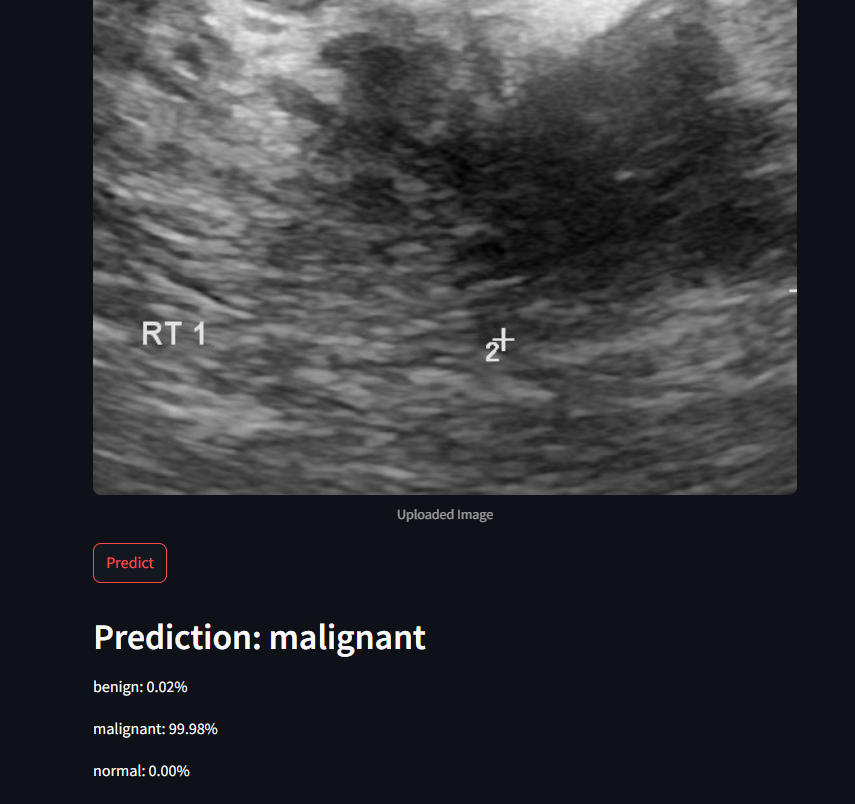 RT 1
2
Uploaded Image
Predict
Prediction: malignant
benign: 0.02%
malignant: 99.98%
normal: 0.00%